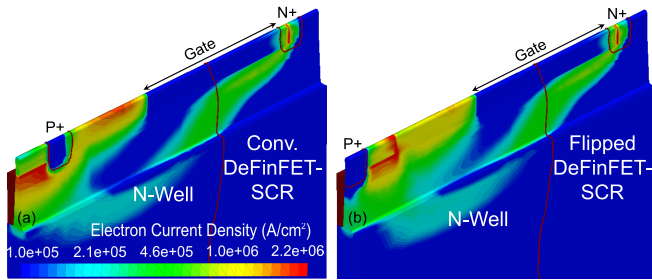 N+
Gate
P+
Conv.
DeFinFET-
SCR
N-Well
(a)
Electron Current Density (A/cm²)
1.0e+05 2.1e+05 4.6e+05 1.0e+06 2.2e+06
N+
Gate
P+
Flipped
DeFinFET-
SCR
N-Well
(b)